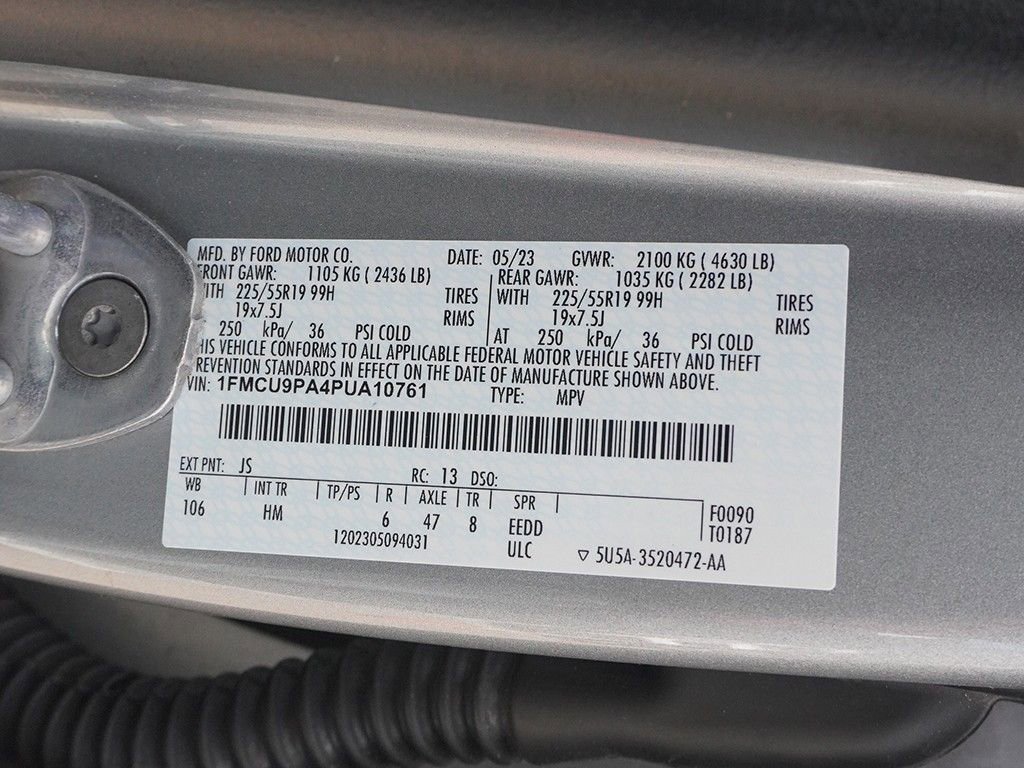 MFD. BY FORD MOTOR CO. DATE: 05/23 GVWR: 2100 KG ( 4630 LB)
FRONT GAWR: 1105 KG ( 2436 LB) REAR GAWR: 1035 KG ( 2282 LB)
WITH 225/55R19 99H TIRES WITH 225/55R19 99H TIRES
19x7.5J RIMS 19x7.5J RIMS
250 kPa/ 36 PSI COLD AT 250 kPa/ 36 PSI COLD
THIS VEHICLE CONFORMS TO ALL APPLICABLE FEDERAL MOTOR VEHICLE SAFETY AND THEFT
PREVENTION STANDARDS IN EFFECT ON THE DATE OF MANUFACTURE SHOWN ABOVE.
VIN: 1FMCU9PA4PUA10761 TYPE: MPV
EXT PNT: JS RC: 13 DSO:
WB INT TR TP/PS R AXLE TR SPR
106 HM 6 47 8 EEDD F0090
1202305094031 ULC T0187
5U5A-3520472-AA